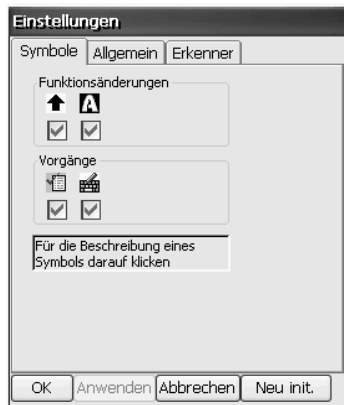 Einstellungen
Symbole Allgemein Erkenner
Funktionsänderungen
Vorgänge
Für die Beschreibung eines
Symbols darauf klicken
OK Anwenden Abbrechen Neu init.